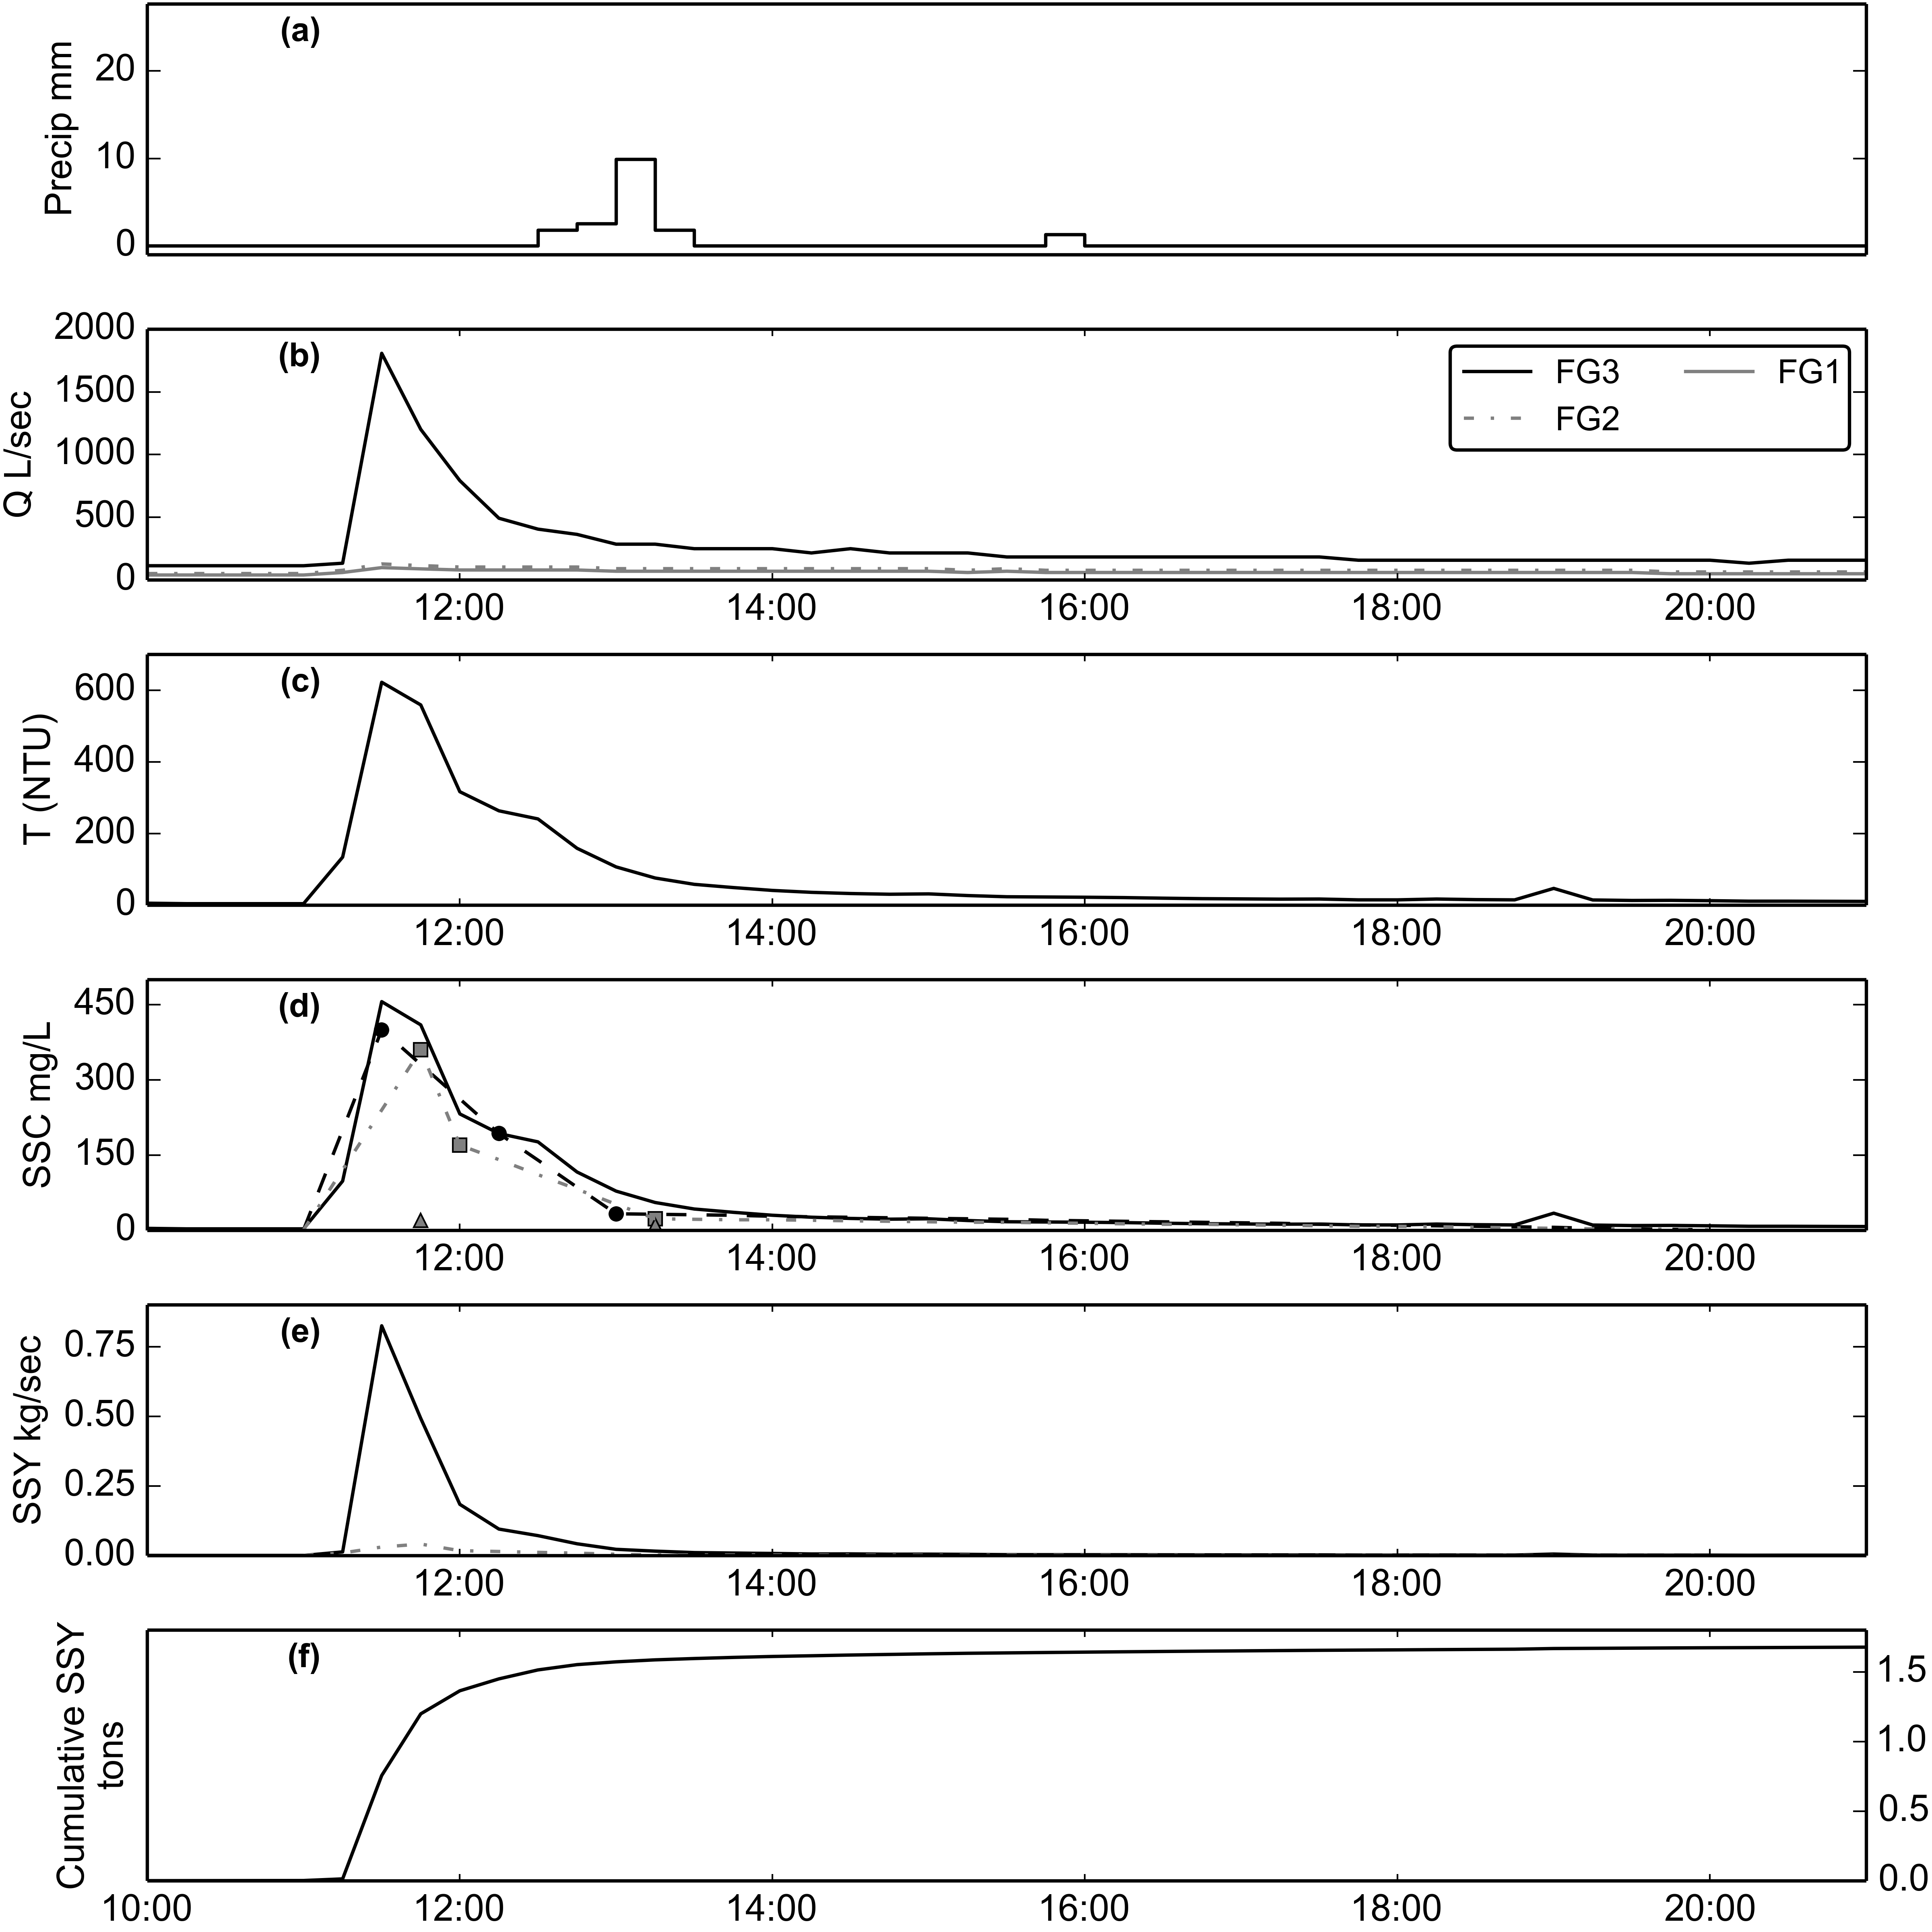 (a)
Precip mm
20
10
0
(b)
Q L/sec
2000
1500
1000
500
0
FG3 FG1
FG2
12:00 14:00 16:00 18:00 20:00
(c)
T (NTU)
600
400
200
0
12:00 14:00 16:00 18:00 20:00
(d)
SSC mg/L
450
300
150
0
12:00 14:00 16:00 18:00 20:00
(e)
SSY kg/sec
0.75
0.50
0.25
0.00
12:00 14:00 16:00 18:00 20:00
(f)
Cumulative SSY
tons
1.5
1.0
0.5
0.0
10:00 12:00 14:00 16:00 18:00 20:00